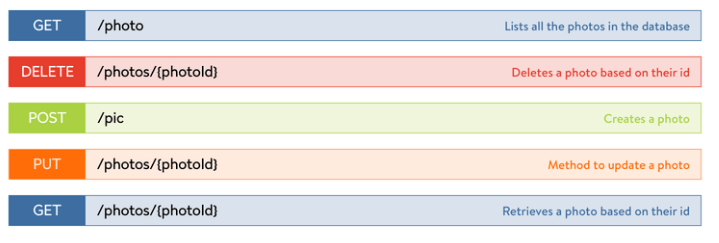 GET /photo Lists all the photos in the database
DELETE /photos/{photoId} Deletes a photo based on their id
POST /pic Creates a photo
PUT /photos/{photoId} Method to update a photo
GET /photos/{photoId} Retrieves a photo based on their id